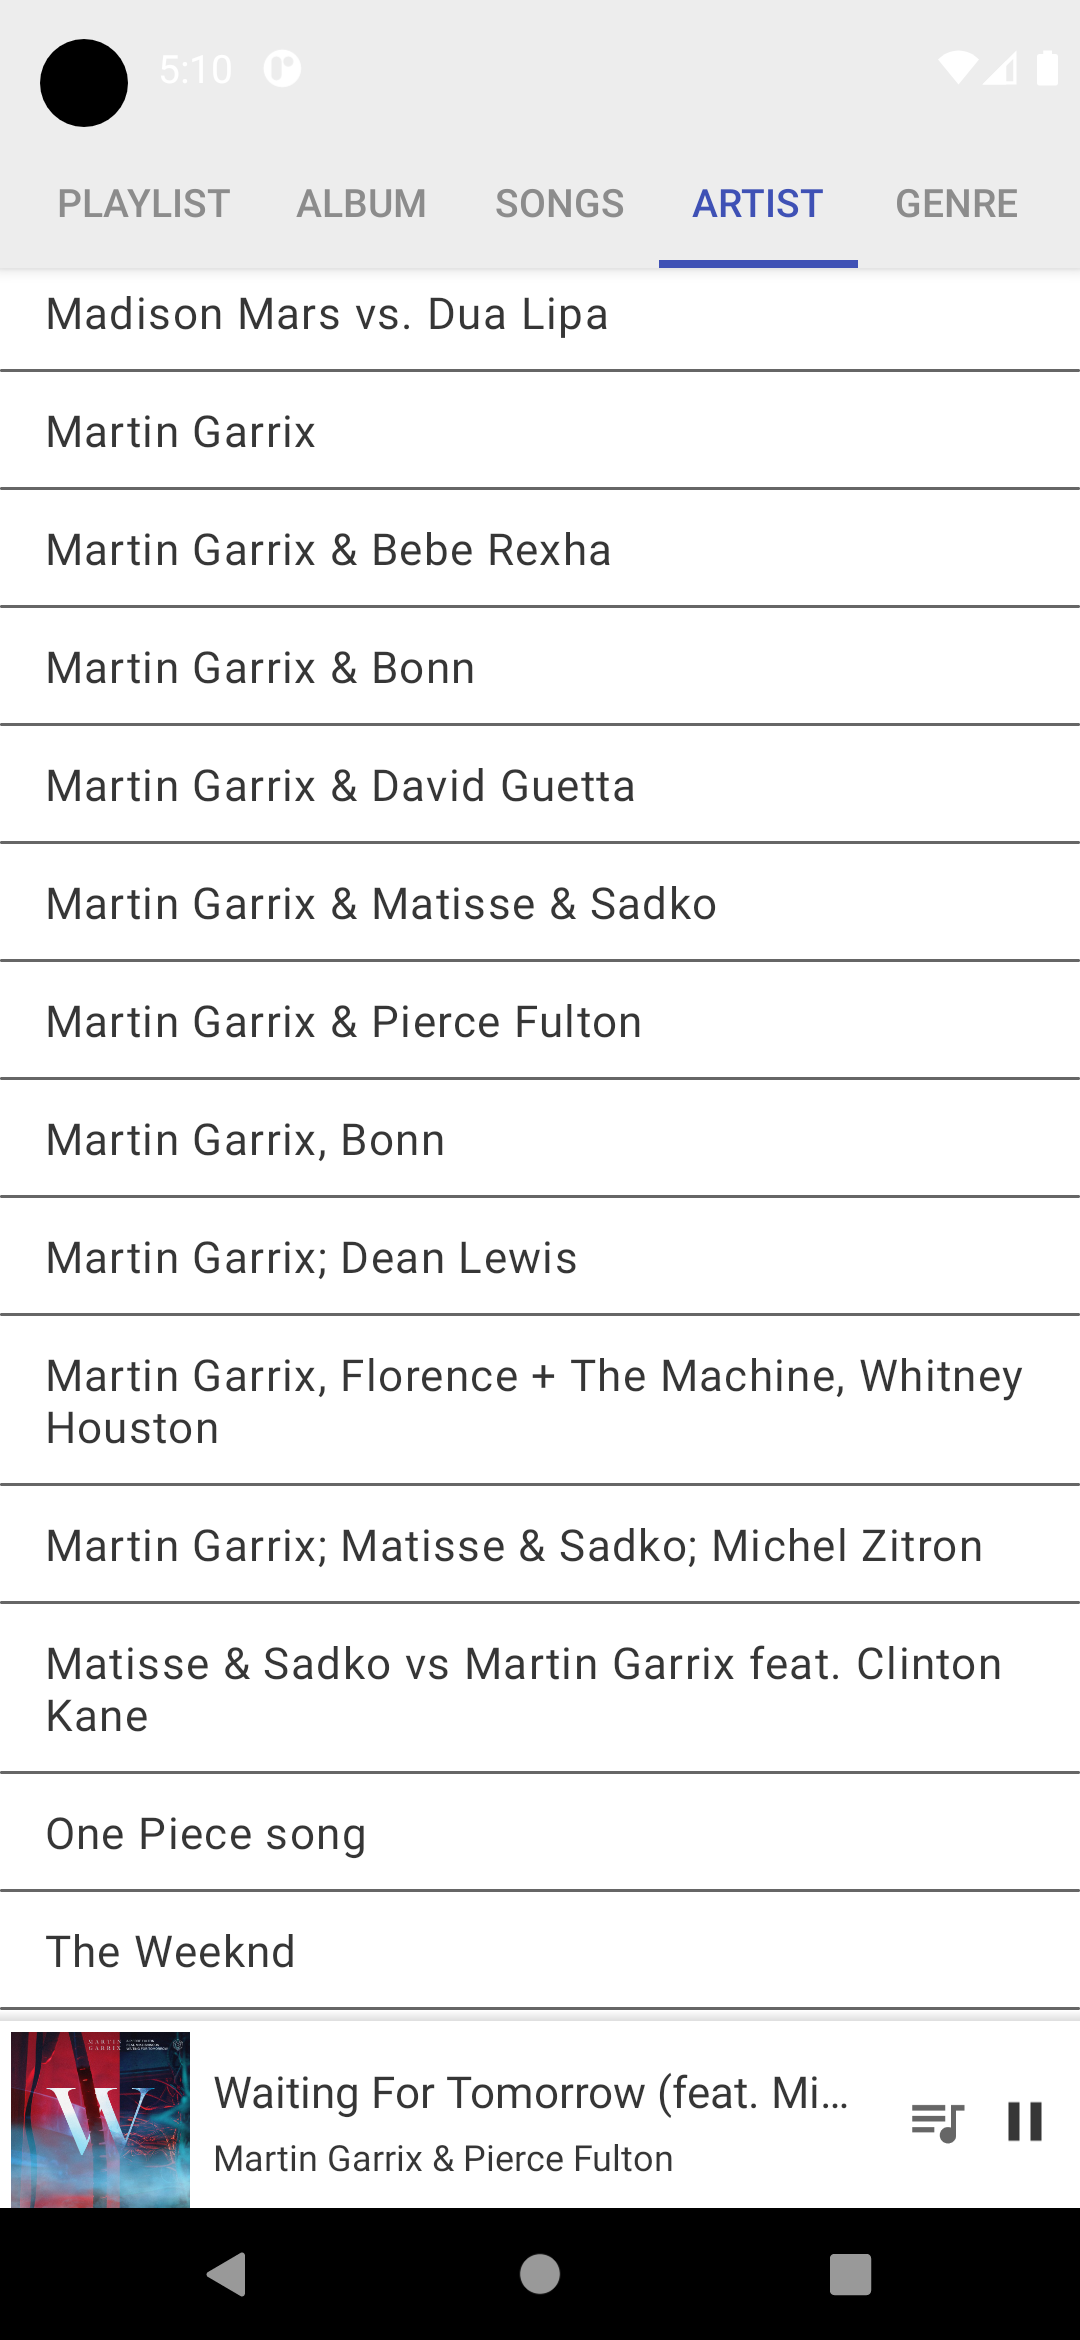 5:10
PLAYLIST ALBUM SONGS ARTIST GENRE
Madison Mars vs. Dua Lipa
Martin Garrix
Martin Garrix & Bebe Rexha
Martin Garrix & Bonn
Martin Garrix & David Guetta
Martin Garrix & Matisse & Sadko
Martin Garrix & Pierce Fulton
Martin Garrix, Bonn
Martin Garrix; Dean Lewis
Martin Garrix, Florence + The Machine, Whitney
Houston
Martin Garrix; Matisse & Sadko; Michel Zitron
Matisse & Sadko vs Martin Garrix feat. Clinton
Kane
One Piece song
The Weeknd
MARTIN
GARRIX
W
Waiting For Tomorrow (feat. Mi...
Martin Garrix & Pierce Fulton